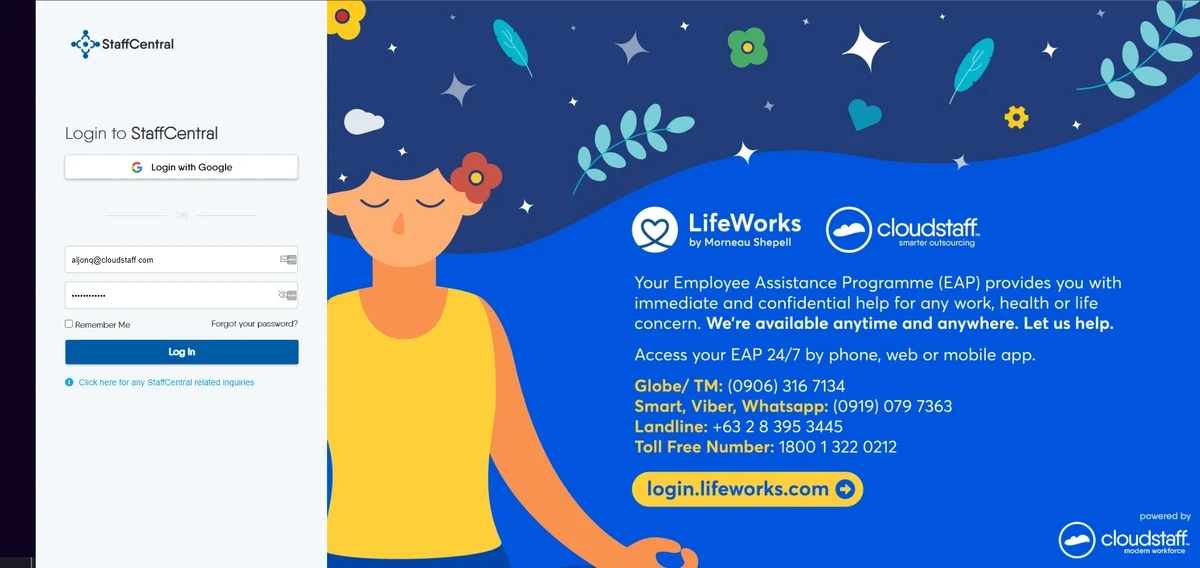 StaffCentral
Login to StaffCentral
Login with Google
OR
aljonq@cloudstaff.com
••••••••••••
Remember Me
Forgot your password?
Log In
Click here for any StaffCentral related inquiries
LifeWorks
by Morneau Shepell
cloudstaff™
smarter outsourcing
Your Employee Assistance Programme (EAP) provides you with
immediate and confidential help for any work, health or life
concern. We're available anytime and anywhere. Let us help.
Access your EAP 24/7 by phone, web or mobile app.
Globe/ TM: (0906) 316 7134
Smart, Viber, Whatsapp: (0919) 079 7363
Landline: +63 2 8 395 3445
Toll Free Number: 1800 1 322 0212
login.lifeworks.com
powered by
cloudstaff™
modern workforce